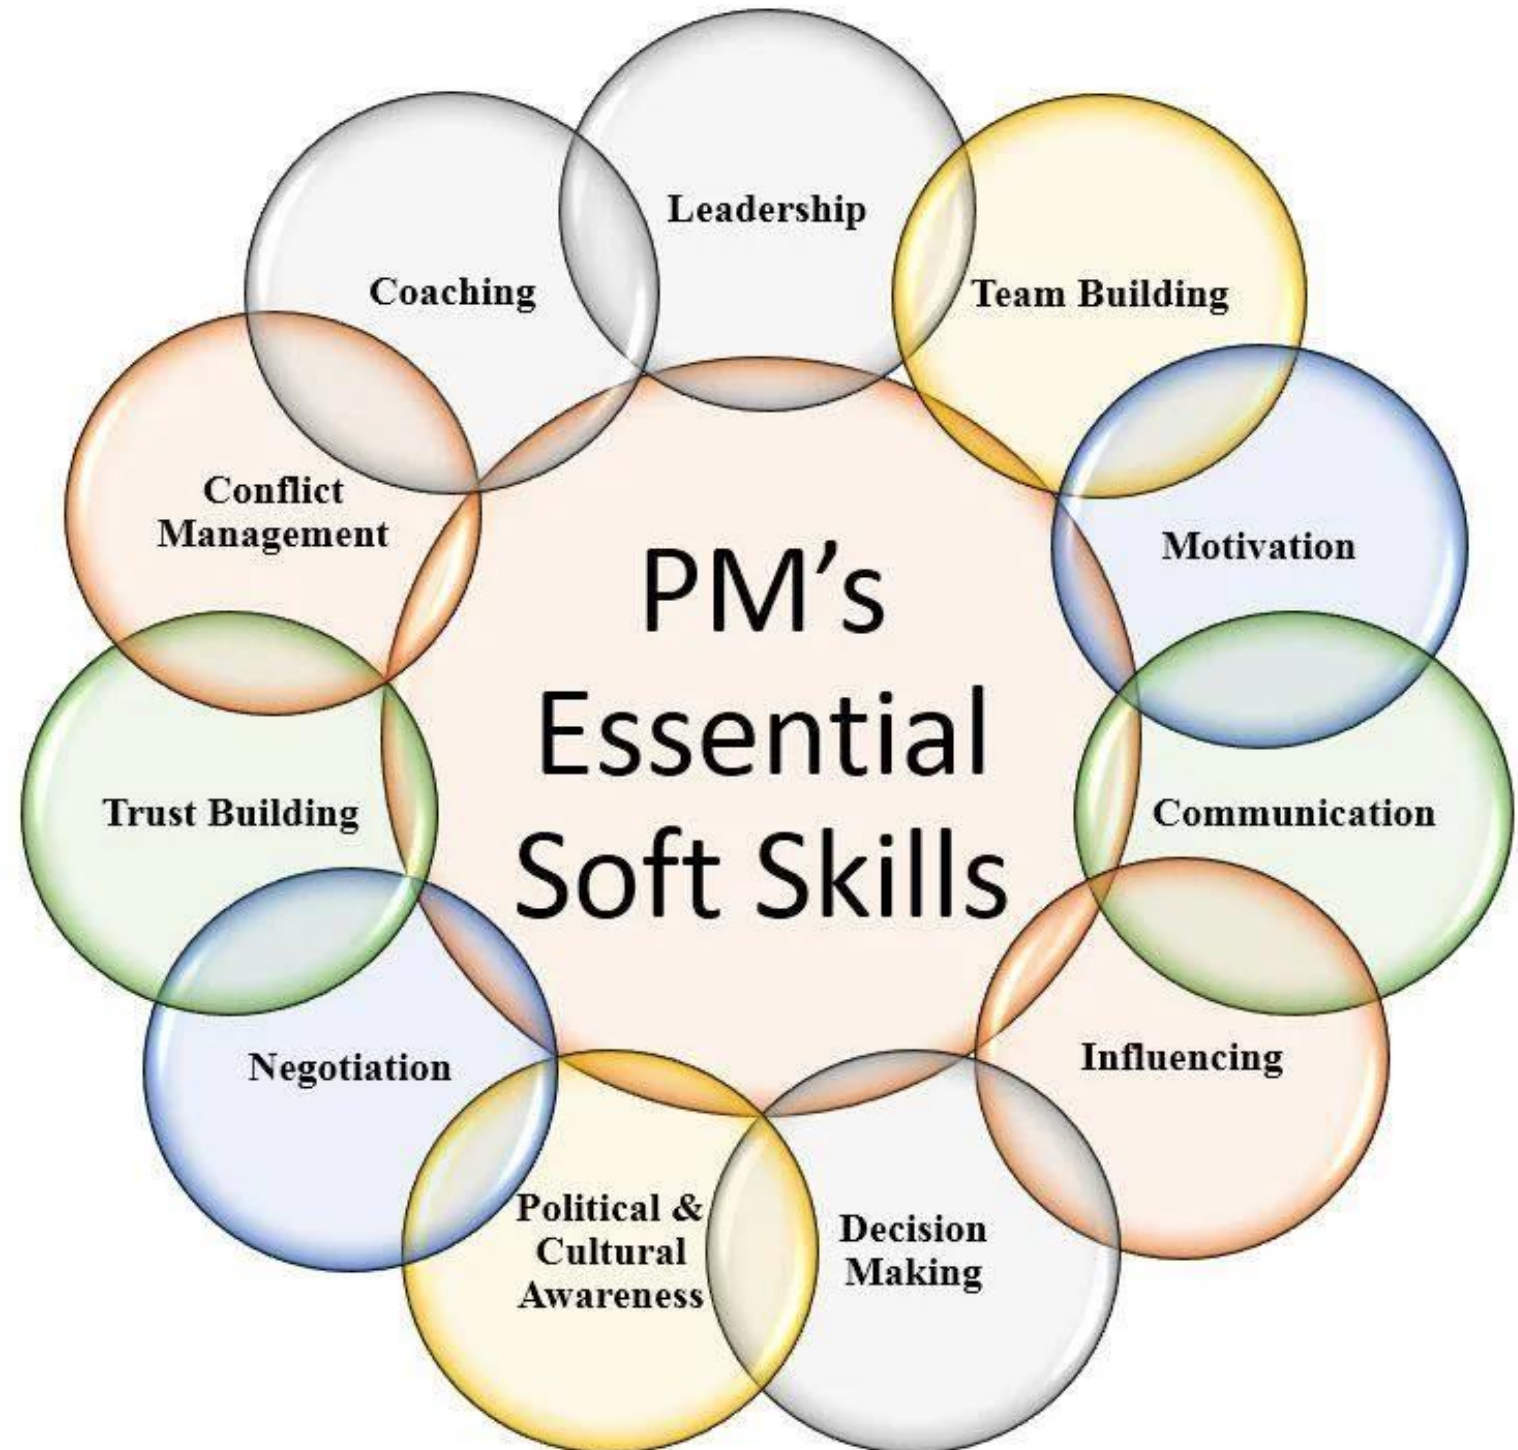 Leadership
Team Building
Motivation
Communication
Influencing
Decision
Making
Political &
Cultural
Awareness
Negotiation
Trust Building
Conflict
Management
Coaching
PM’s
Essential
Soft Skills